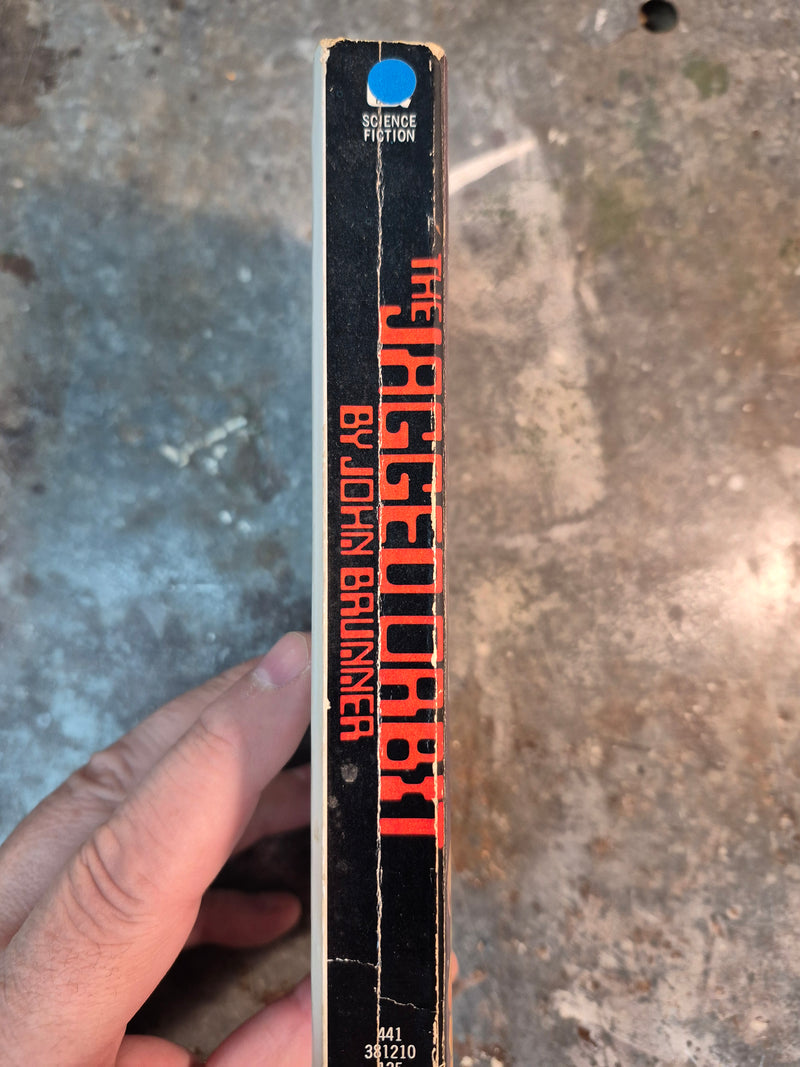 SCIENCE
FICTION
THE
JAGGED ORBIT
BY JOHN BRUNNER
441
381210